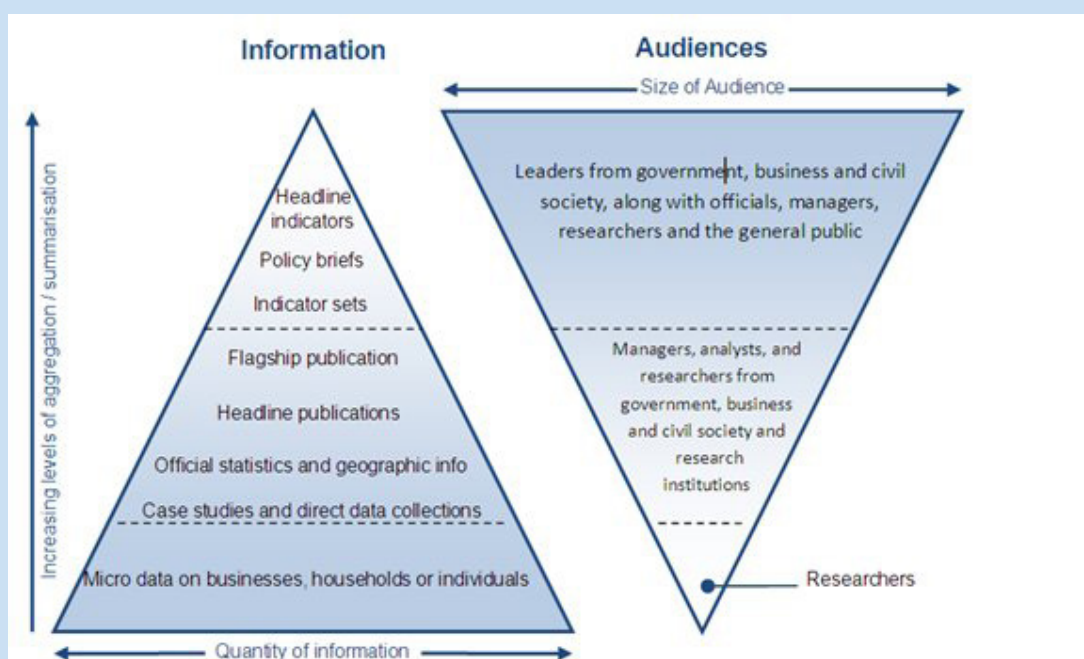 Information
Audiences
Size of Audience
Increasing levels of aggregation / summarisation
Headline
indicators
Policy briefs
Indicator sets
Flagship publication
Headline publications
Official statistics and geographic info
Case studies and direct data collections
Micro data on businesses, households or individuals
Quantity of information
Leaders from government, business and civil
society, along with officials, managers,
researchers and the general public
Managers, analysts, and
researchers from
government, business
and civil society and
research
institutions
Researchers